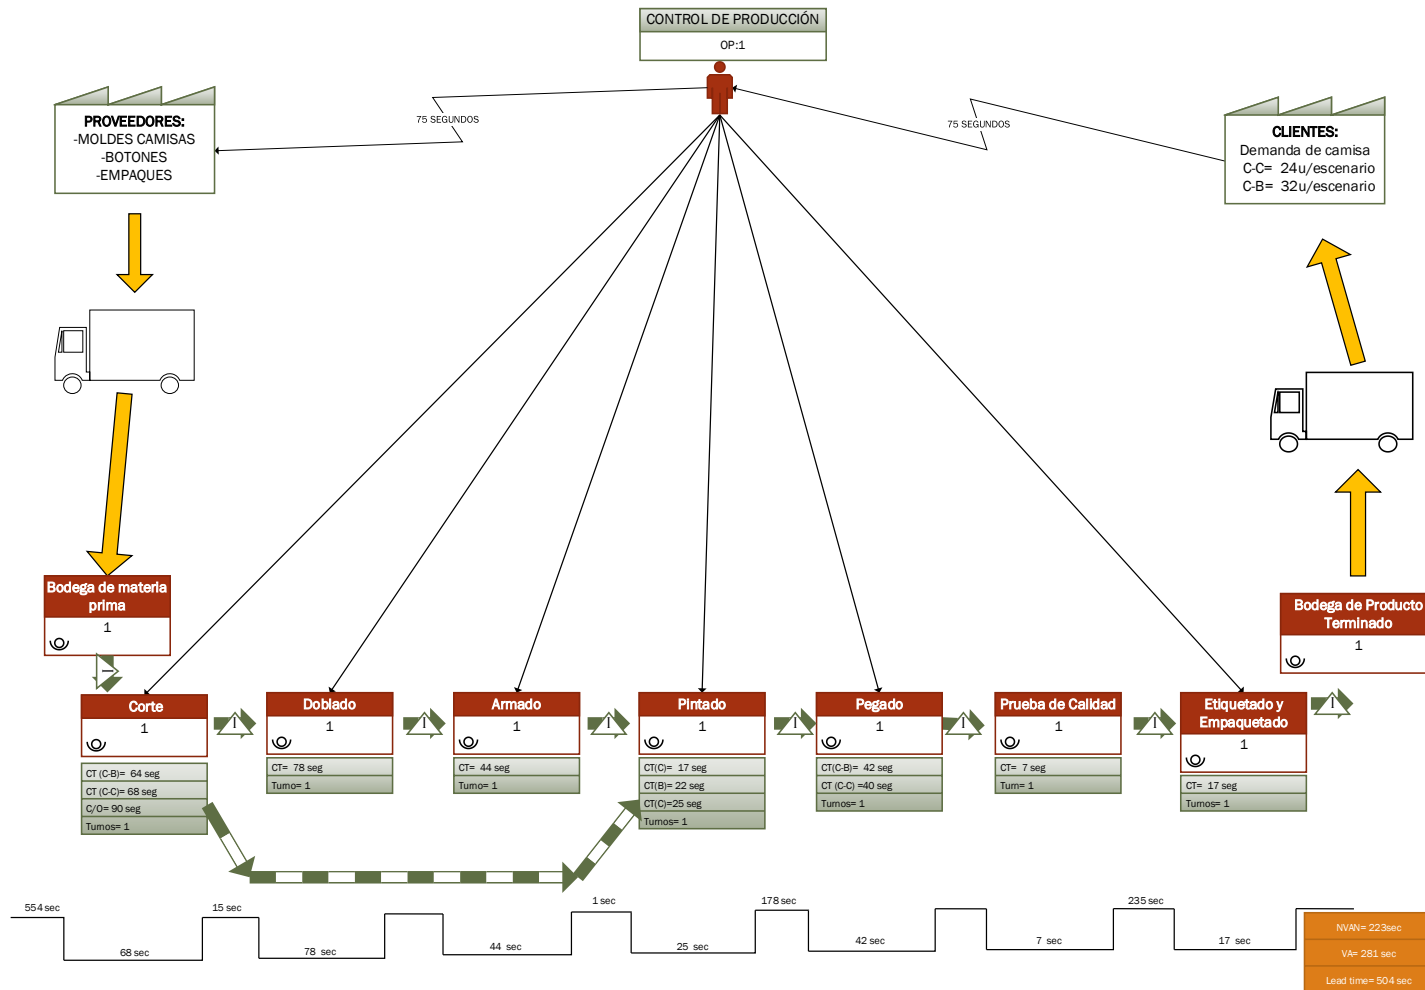 CONTROL DE PRODUCCIÓN
OP:1
PROVEEDORES:
-MOLDES CAMISAS
-BOTONES
-EMPAQUES
75 SEGUNDOS
75 SEGUNDOS
CLIENTES:
Demanda de camisa
C-C= 24u/escenario
C-B= 32u/escenario
Bodega de materia
prima
1
I
Bodega de Producto
Terminado
1
Corte
1
CT (C-B)= 64 seg
CT (C-C)= 68 seg
C/O= 90 seg
Turnos= 1
I
Doblado
1
CT= 78 seg
Turno= 1
I
Armado
1
CT= 44 seg
Turno= 1
I
Pintado
1
CT(C)= 17 seg
CT(B)= 22 seg
CT(C)=25 seg
Turnos= 1
I
Pegado
1
CT(C-B)= 42 seg
CT (C-C) =40 seg
Turnos= 1
I
Prueba de Calidad
1
CT= 7 seg
Turn= 1
I
Etiquetado y
Empaquetado
1
CT= 17 seg
Turnos= 1
I
554 sec
68 sec
15 sec
78 sec
44 sec
1 sec
25 sec
178 sec
42 sec
7 sec
235 sec
17 sec
NVAN= 223sec
VA= 281 sec
Lead time= 504 sec